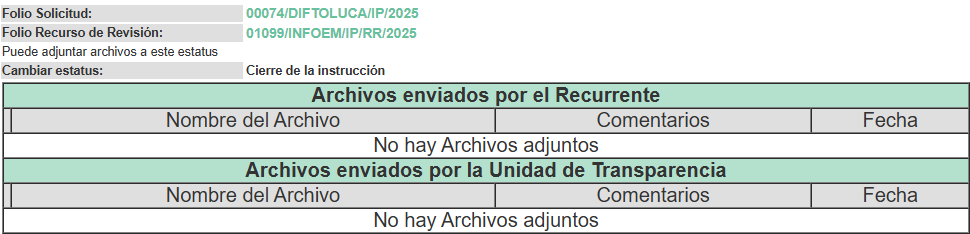 Folio Solicitud: 00074/DIFTOLUCA/IP/2025
Folio Recurso de Revisión: 01099/INFOEM/IP/RR/2025
Puede adjuntar archivos a este estatus
Cambiar estatus: Cierre de la instrucción
Archivos enviados por el Recurrente
Nombre del Archivo Comentarios Fecha
No hay Archivos adjuntos
Archivos enviados por la Unidad de Transparencia
Nombre del Archivo Comentarios Fecha
No hay Archivos adjuntos